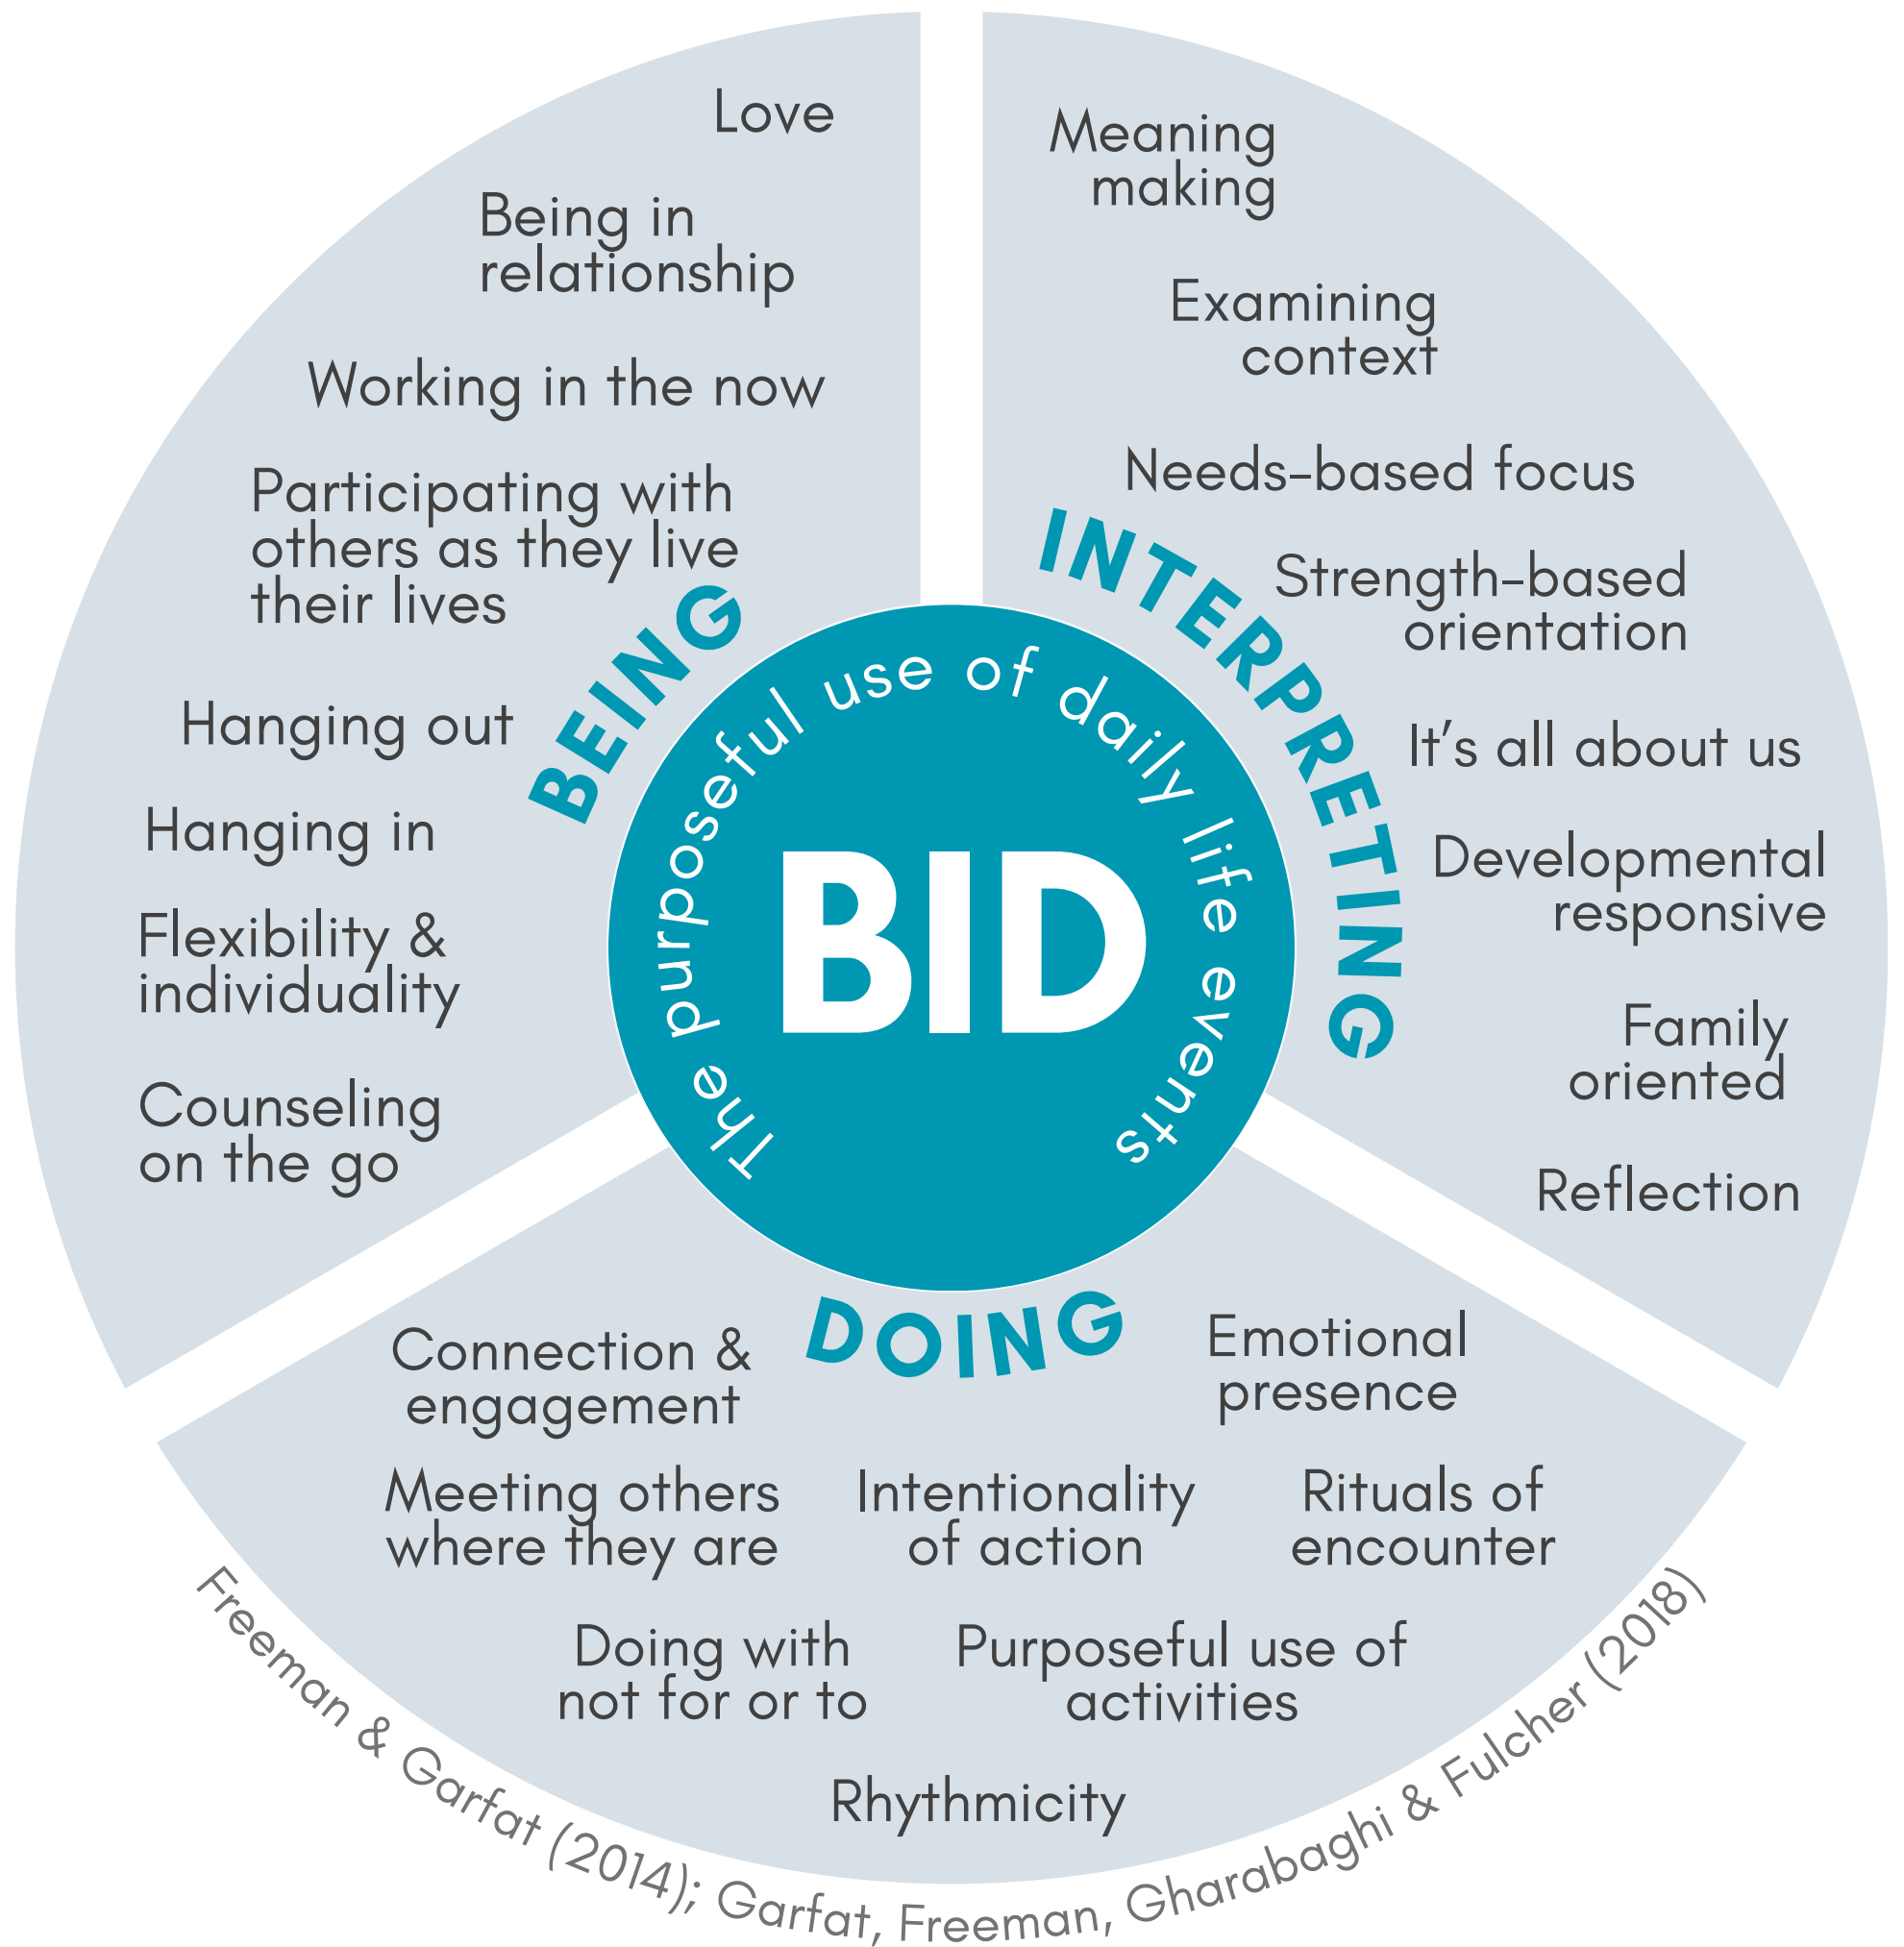 Love
Being in
relationship
Working in the now
Participating with
others as they live
their lives
Hanging out
Hanging in
Flexibility &
individuality
Counseling
on the go
BEING
Meaning
making
Examining
context
Needs-based focus
Strength-based
orientation
It's all about us
Developmental
responsive
Family
oriented
Reflection
INTERPRETING
The purposeful use of daily life events
BID
DOING
Connection &
engagement
Emotional
presence
Meeting others
where they are
Intentionality
of action
Rituals of
encounter
Doing with
not for or to
Purposeful use of
activities
Rhythmicity
Freeman & Garfat (2014); Garfat, Freeman, Gharabaghi & Fulcher (2018)